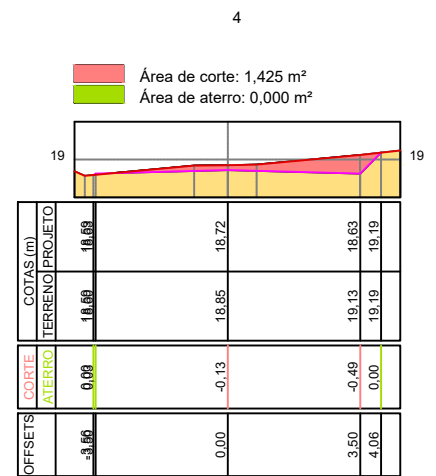 4
Área de corte: 1,425 m²
Área de aterro: 0,000 m²
19 19
COTAS (m)
PROJETO 18,72 18,63 19,19
TERRENO 18,85 19,13 19,19
CORTE
ATERRO -0,13 -0,49 0,00
OFFSETS 0,00 3,50 4,06